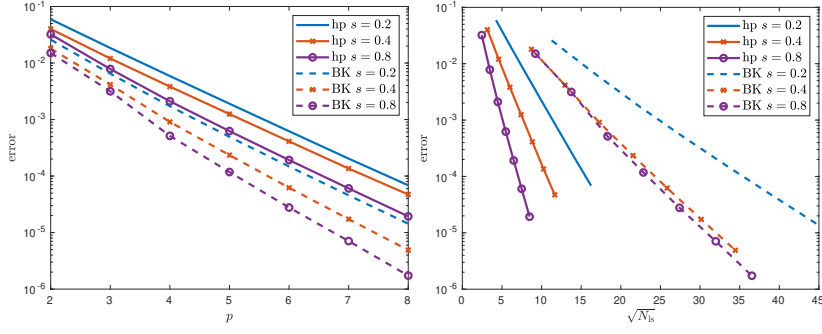 10^{-1}
10^{-2}
10^{-3}
10^{-4}
10^{-5}
10^{-6}
error
2 3 4 5 6 7 8
p
hp s = 0.2
hp s = 0.4
hp s = 0.8
BK s = 0.2
BK s = 0.4
BK s = 0.8
10^{-1}
10^{-2}
10^{-3}
10^{-4}
10^{-5}
10^{-6}
error
0 5 10 15 20 25 30 35 40 45
\sqrt{N_{ls}}
hp s = 0.2
hp s = 0.4
hp s = 0.8
BK s = 0.2
BK s = 0.4
BK s = 0.8